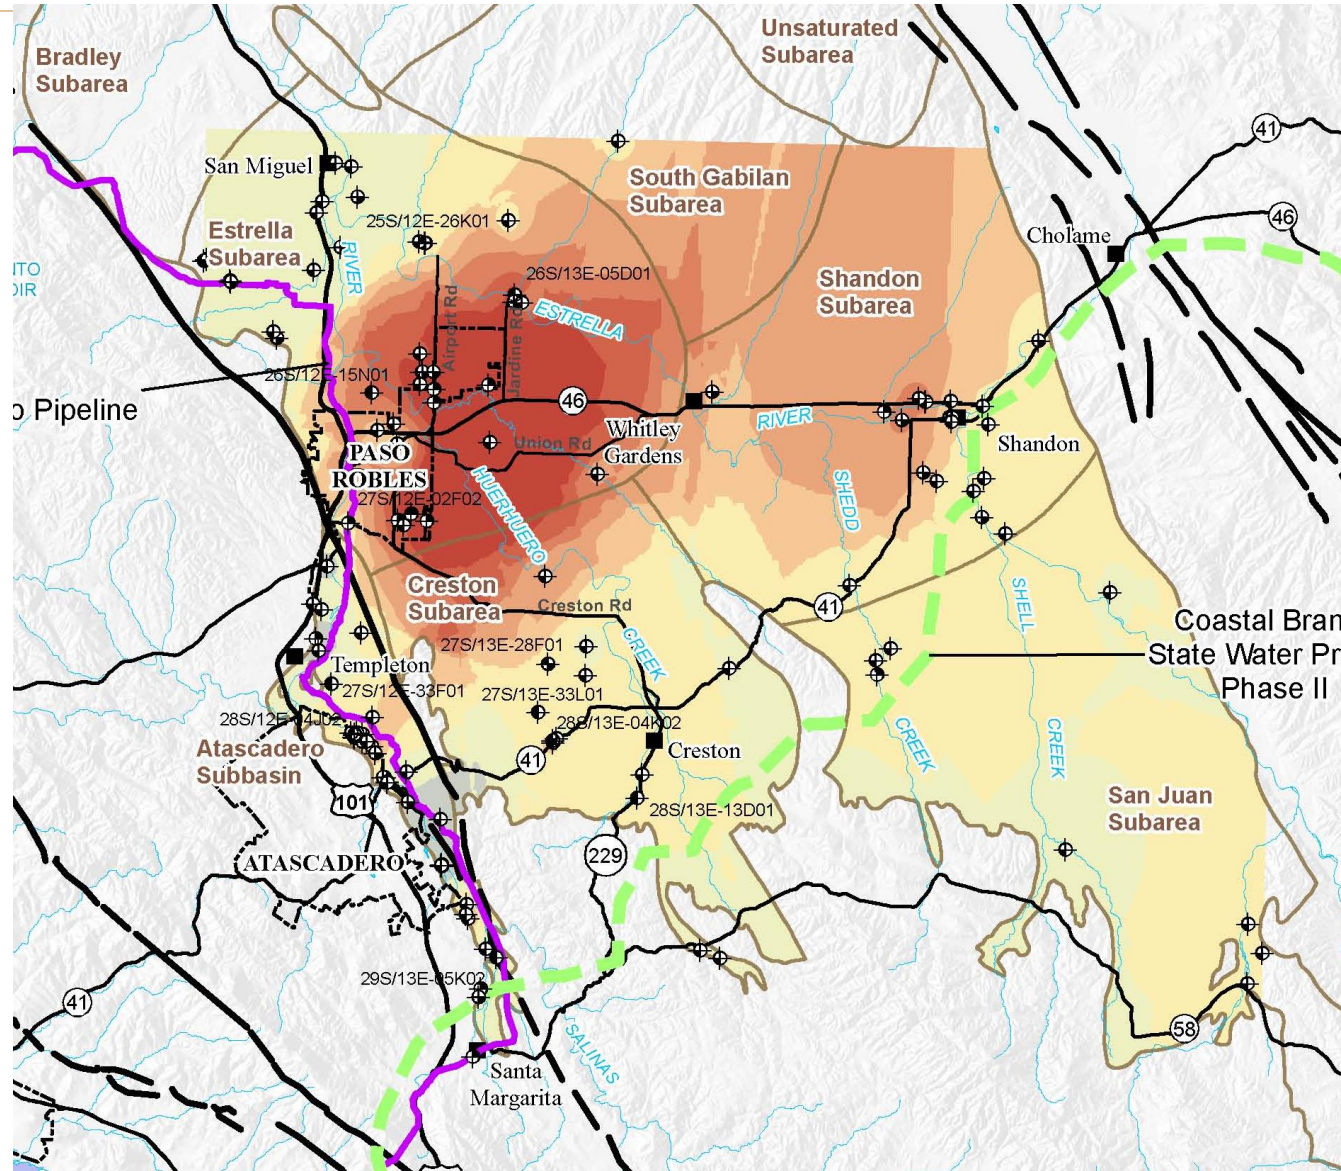 Bradley
Subarea
Unsaturated
Subarea
41
San Miguel
South Gabilan
Subarea
46
Estrella
Subarea
25S/12E-26K01
Cholame
RIVER
NTO
OIR
26S/13E-05D01
Shandon
Subarea
ESTRELLA
Airport Rd
Jardine Rd
26S/12E-15N01
46
o Pipeline
RIVER
Whitley
Gardens
Union Rd
Shandon
PASO
ROBLES
HUERHUERO
SHEDD
27S/12E-02F02
Creston
Subarea
Creston Rd
41
SHELL
Coastal Bran
State Water Pr
Phase II
CREEK
27S/13E-28F01
Templeton
27S/12E-33F01
27S/13E-33L01
28S/12E-04J02
28S/13E-04K02
Atascadero
Subbasin
Creston
CREEK
CREEK
41
101
28S/13E-13D01
San Juan
Subarea
ATASCADERO
229
29S/13E-05K02
41
58
SALINAS
Santa
Margarita